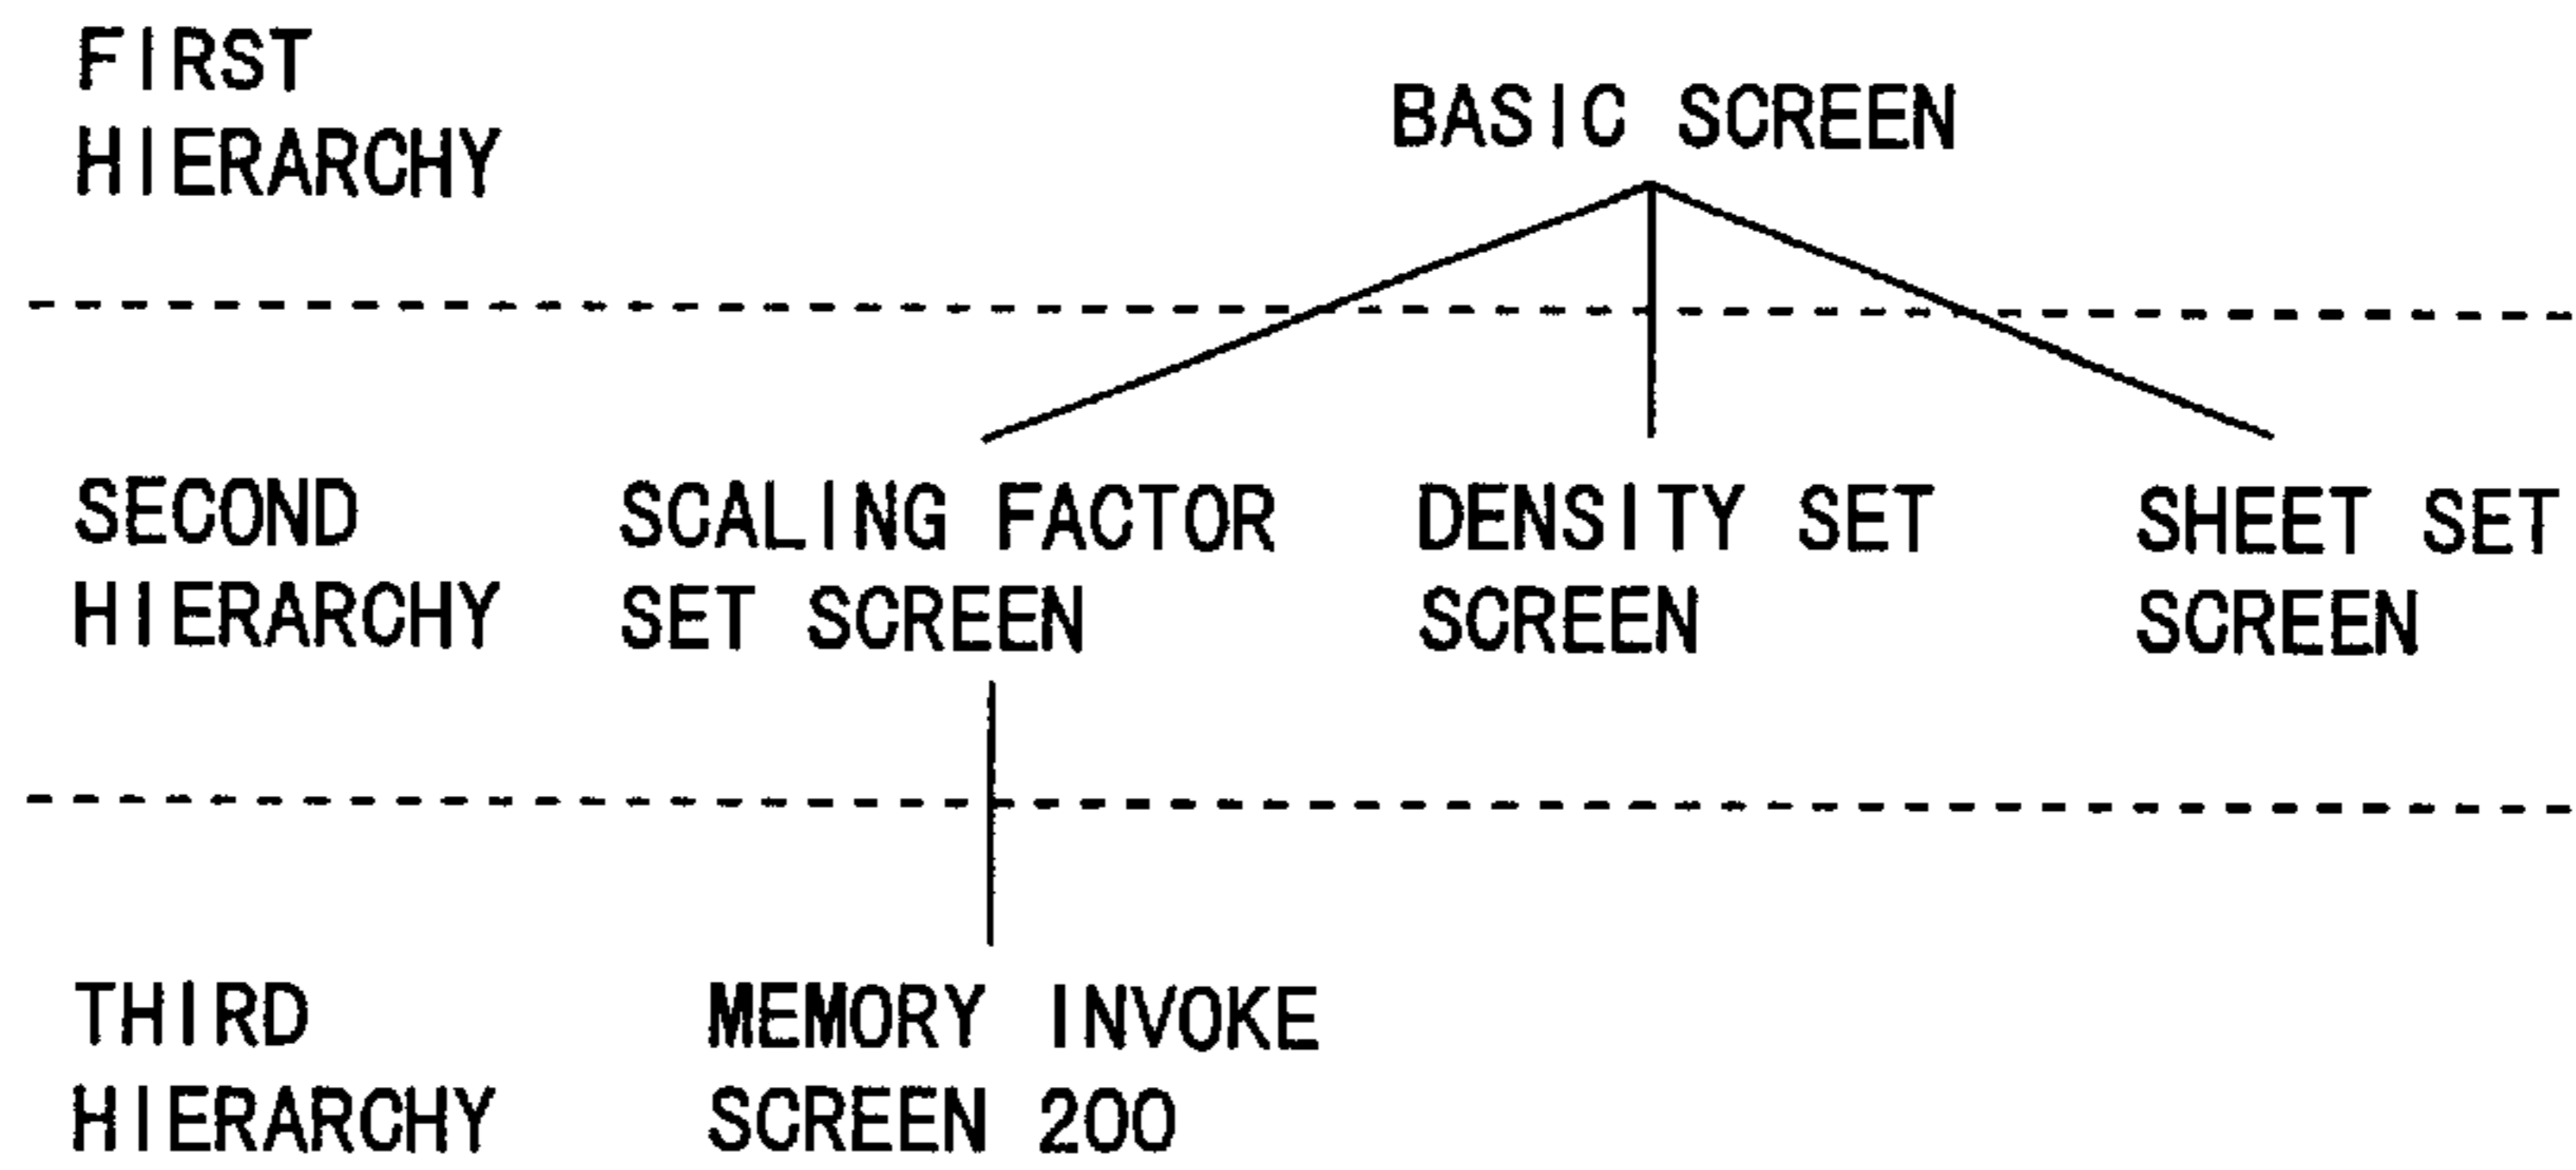 FIRST
HIERARCHY
BASIC SCREEN
SECOND
HIERARCHY
SCALING FACTOR
SET SCREEN
DENSITY SET
SCREEN
SHEET SET
SCREEN
THIRD
HIERARCHY
MEMORY INVOKE
SCREEN 200